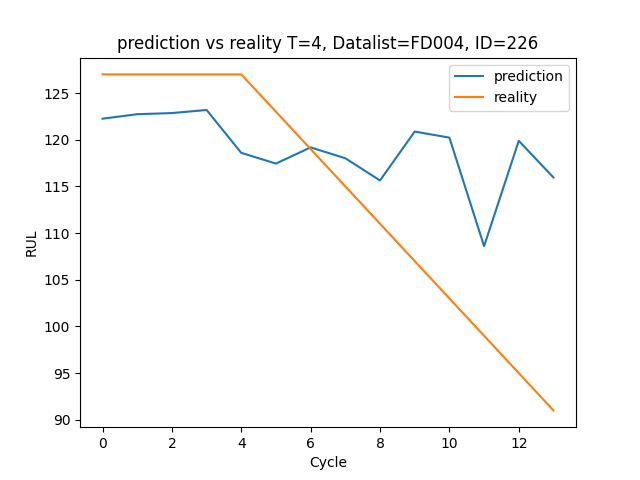 prediction vs reality T=4, Datalist=FD004, ID=226
prediction
reality
RUL
125
120
115
110
105
100
95
90
0 2 4 6 8 10 12
Cycle